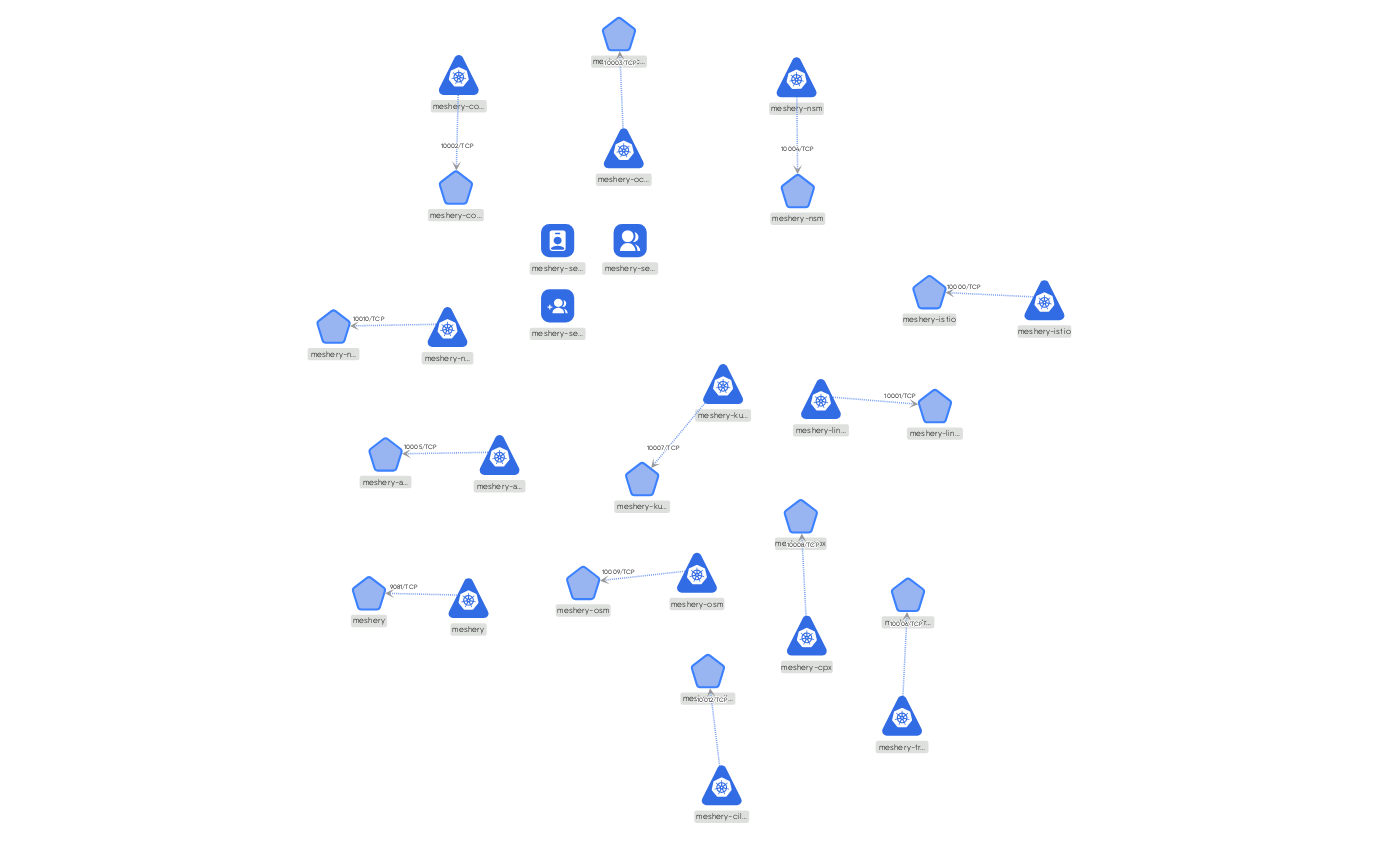 10003/TCP
meshery-co...
meshery-nsm
10002/TCP
10004/TCP
meshery-oc...
meshery-co...
meshery-nsm
meshery-se...
meshery-se...
10000/TCP
meshery-istio
meshery-istio
10010/TCP
meshery-se...
meshery-n...
meshery-n...
10001/TCP
meshery-ku...
meshery-lin...
meshery-lin...
10005/TCP
10007/TCP
meshery-a...
meshery-a...
meshery-ku...
10008/TCP
10009/TCP
9081/TCP
meshery-osm
meshery-osm
meshery
meshery
10006/TCP
meshery-cpx
10012/TCP
meshery-tr...
meshery-cil...